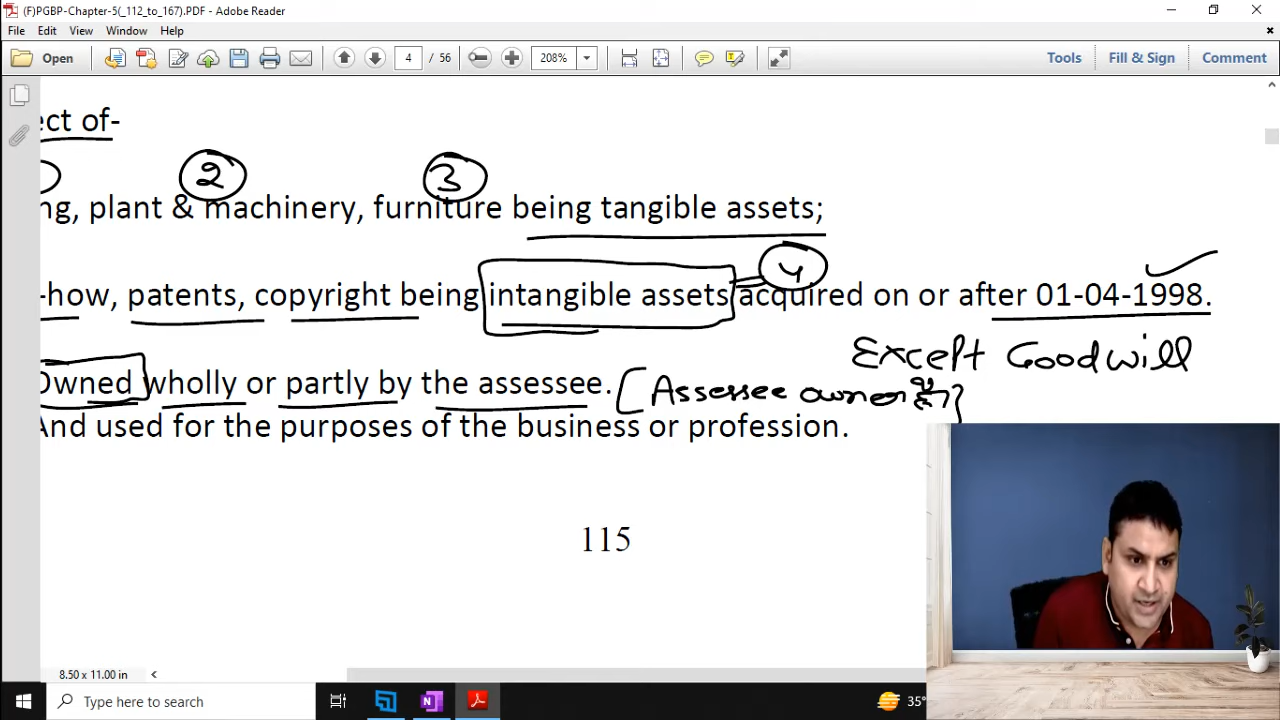 (F)PGBP-Chapter-5(_112_to_167).PDF - Adobe Reader
File Edit View Window Help
Open 4 / 56 208% Tools Fill & Sign Comment
ect of-
2 3
ng, plant & machinery, furniture being tangible assets;
4
-how, patents, copyright being intangible assets acquired on or after 01-04-1998.
Except Goodwill
Owned wholly or partly by the assessee. [Assessee owner
And used for the purposes of the business or profession.
115
8.50 x 11.00 in
Type here to search
35°